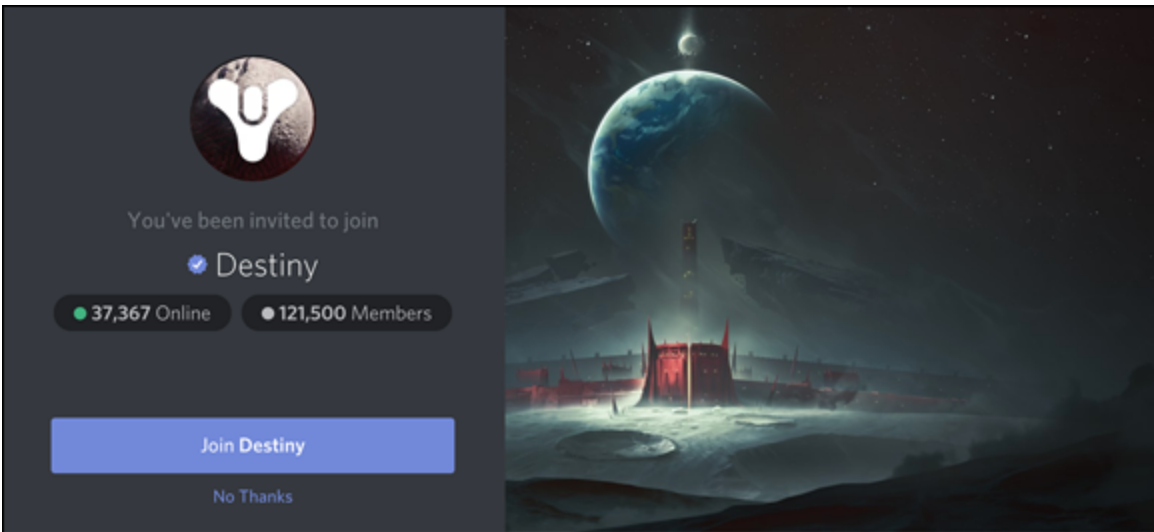 You've been invited to join
Destiny
37,367 Online
121,500 Members
Join Destiny
No Thanks